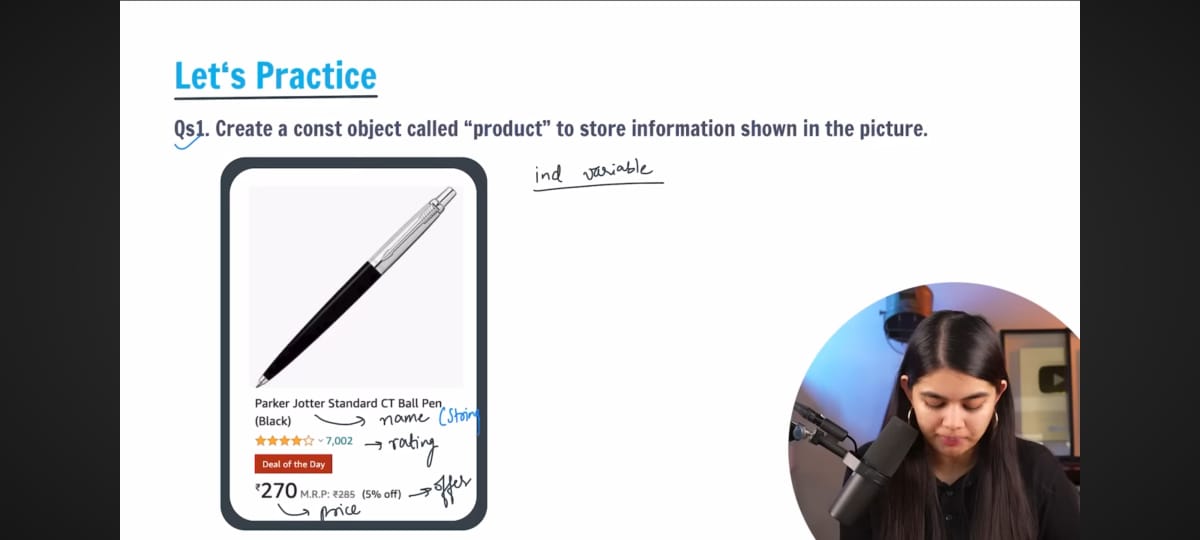 Let's Practice
Qs1. Create a const object called "product" to store information shown in the picture.
ind variable
Parker Jotter Standard CT Ball Pen
(Black) name (String
7,002 → rating
Deal of the Day
₹270 M.R.P: ₹285 (5% off) → offer
price